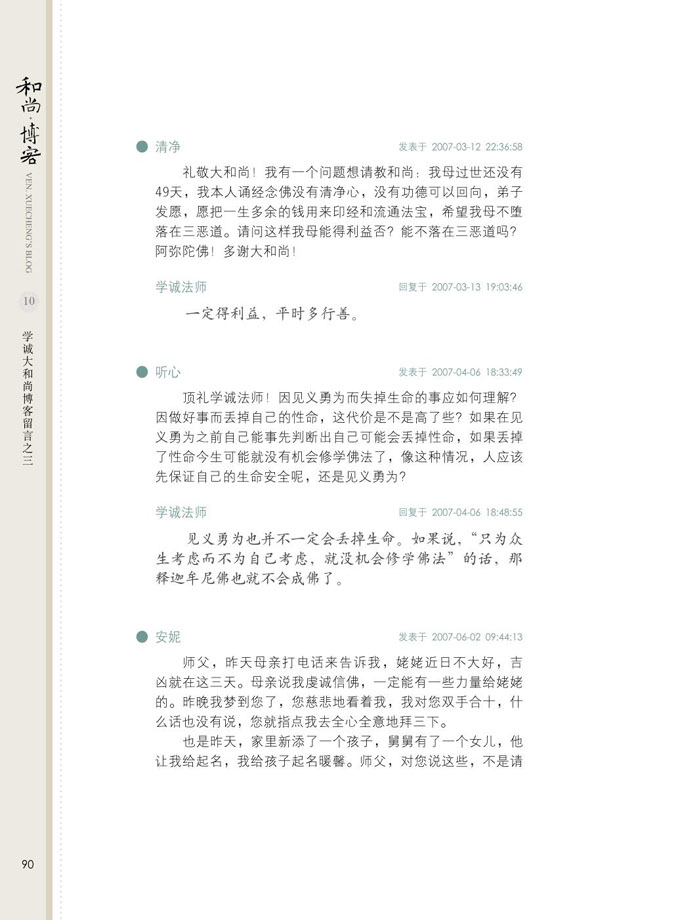 和尚·博客
VEN. XUECHENG'S BLOG
10
学诚大和尚博客留言之三
清净 发表于 2007-03-12 22:36:58
礼敬大和尚！我有一个问题想请教和尚：我母过世还没有
49天，我本人诵经念佛没有清净心，没有功德可以回向，弟子
发愿，愿把一生多余的钱用来印经和流通法宝，希望我母不堕
落在三恶道。请问这样我母能得利益否？能不落在三恶道吗？
阿弥陀佛！多谢大和尚！
学诚法师 回复于 2007-03-13 19:03:46
一定得利益，平时多行善。
听心 发表于 2007-04-06 18:33:49
顶礼学诚法师！因见义勇为而失掉生命的事应如何理解？
因做好事而丢掉自己的性命，这代价是不是高了些？如果在见
义勇为之前自己能事先判断出自己可能会丢掉性命，如果丢掉
了性命今生可能就没有机会修学佛法了，像这种情况，人应该
先保证自己的生命安全呢，还是见义勇为？
学诚法师 回复于 2007-04-06 18:48:55
见义勇为也并不一定会丢掉生命。如果说，“只为众
生考虑而不为自己考虑，就没机会修学佛法”的话，那
释迦牟尼佛也就不会成佛了。
安妮 发表于 2007-06-02 09:44:13
师父，昨天母亲打电话来告诉我，姥姥近日不大好，吉
凶就在这三天。母亲说我虔诚信佛，一定能有一些力量给姥姥
的。昨晚我梦到您了，您慈悲地看着我，我对您双手合十，什
么话也没有说，您就指点我去全心全意地拜三下。
也是昨天，家里新添了一个孩子，舅舅有了一个女儿，他
让我给起名，我给孩子起名暖馨。师父，对您说这些，不是请
90